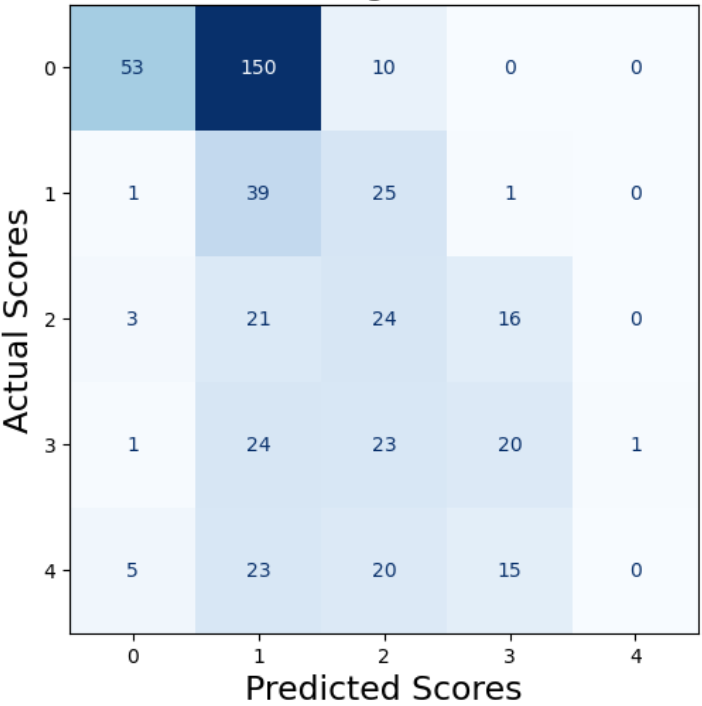 0 53 150 10 0 0
1 1 39 25 1 0
2 3 21 24 16 0
3 1 24 23 20 1
4 5 23 20 15 0
0 1 2 3 4
Actual Scores
Predicted Scores